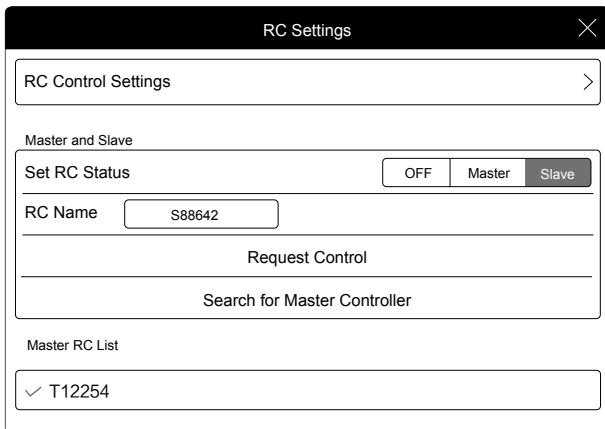 RC Settings
RC Control Settings
Master and Slave
Set RC Status OFF Master Slave
RC Name S88642
Request Control
Search for Master Controller
Master RC List
T12254